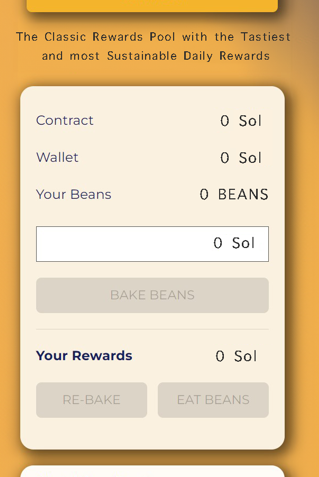 The Classic Rewards Pool with the Tastiest
and most Sustainable Daily Rewards
Contract 0 Sol
Wallet 0 Sol
Your Beans 0 BEANS
0 Sol
BAKE BEANS
Your Rewards 0 Sol
RE-BAKE EAT BEANS